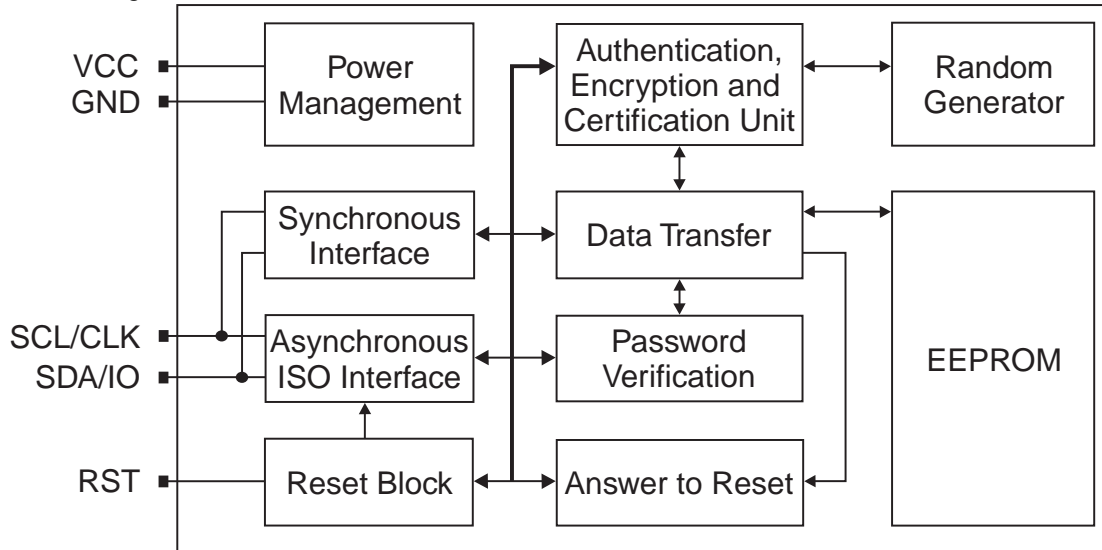 VCC
GND
Power
Management
Authentication,
Encryption and
Certification Unit
Random
Generator
Synchronous
Interface
Data Transfer
EEPROM
SCL/CLK
SDA/IO
Asynchronous
ISO Interface
Password
Verification
RST
Reset Block
Answer to Reset